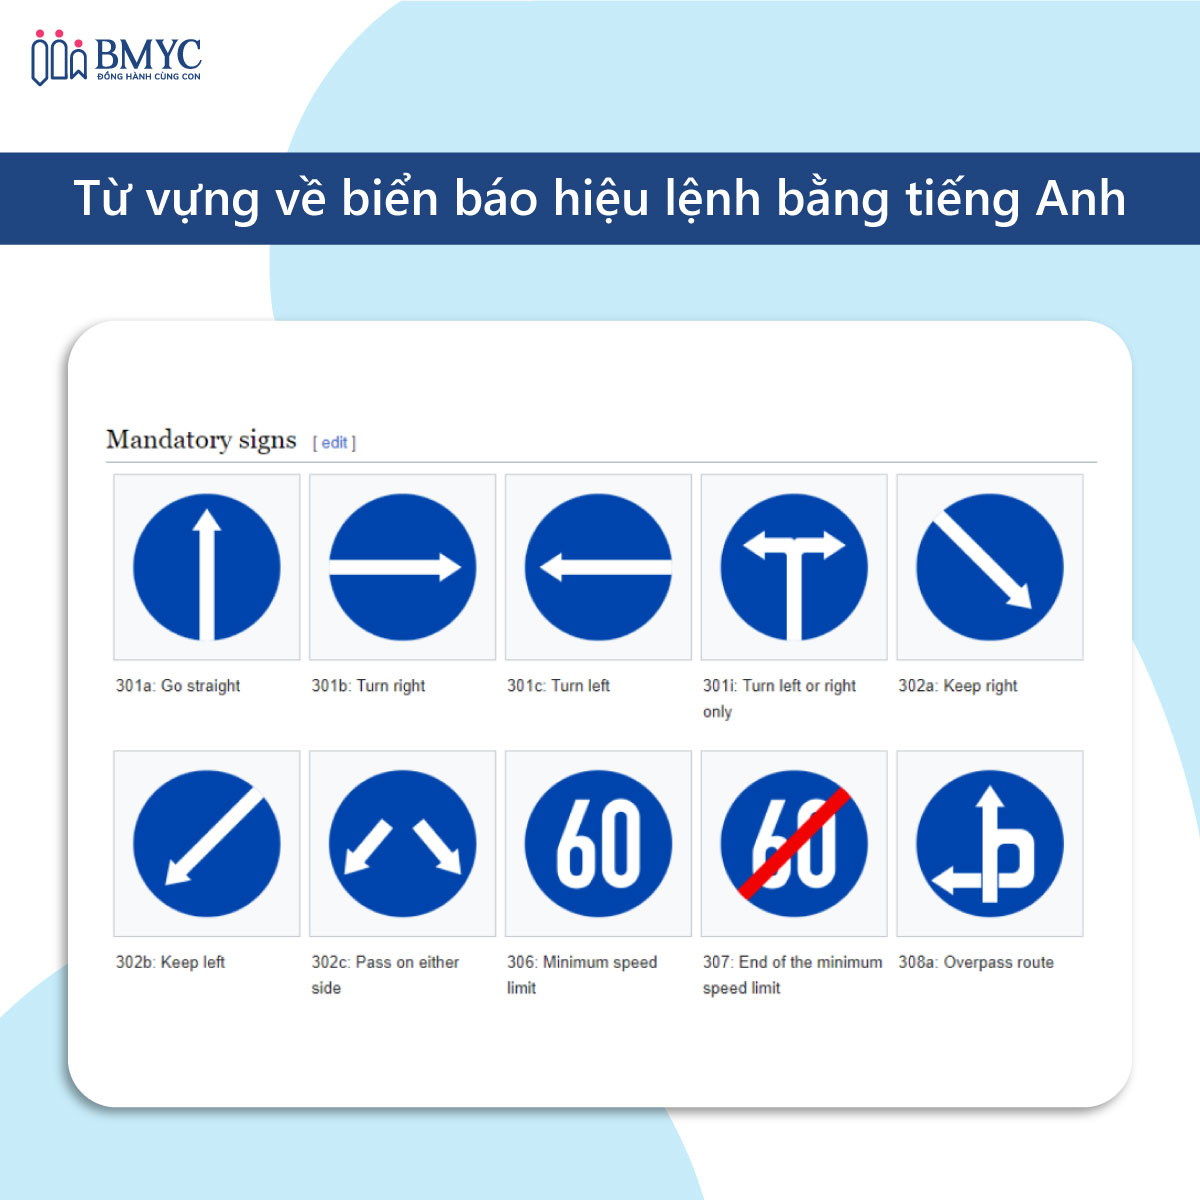 BMYC
ĐỒNG HÀNH CÙNG CON
Từ vựng về biển báo hiệu lệnh bằng tiếng Anh
Mandatory signs [ edit ]
301a: Go straight
301b: Turn right
301c: Turn left
301i: Turn left or right
only
302a: Keep right
60
60
302b: Keep left
302c: Pass on either
side
306: Minimum speed
limit
307: End of the minimum
speed limit
308a: Overpass route